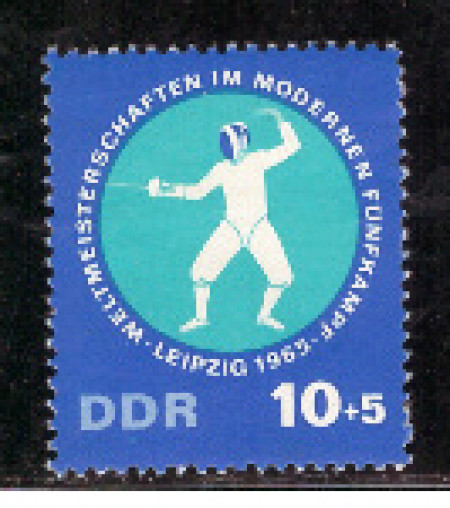 WELTMEISTERSCHAFTEN IM MODERNEN FÜNFKAMPF · LEIPZIG 1965 ·
DDR 10+5